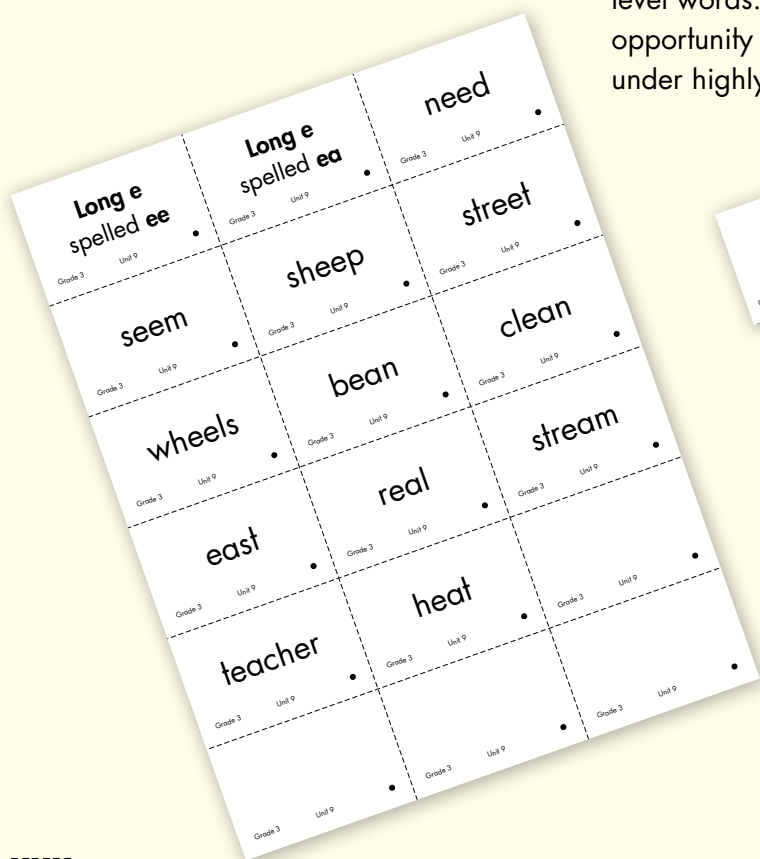 level words.
opportunity
under highly
Long e
spelled ee
Grade 3 Unit 9
Long e
spelled ea
Grade 3 Unit 9
need
Grade 3 Unit 9
seem
Grade 3 Unit 9
sheep
Grade 3 Unit 9
street
Grade 3 Unit 9
wheels
Grade 3 Unit 9
bean
Grade 3 Unit 9
clean
Grade 3 Unit 9
east
Grade 3 Unit 9
real
Grade 3 Unit 9
stream
Grade 3 Unit 9
teacher
Grade 3 Unit 9
heat
Grade 3 Unit 9
Grade 3 Unit 9
Grade 3 Unit 9
Grade 3 Unit 9
Grade 3 Unit 9